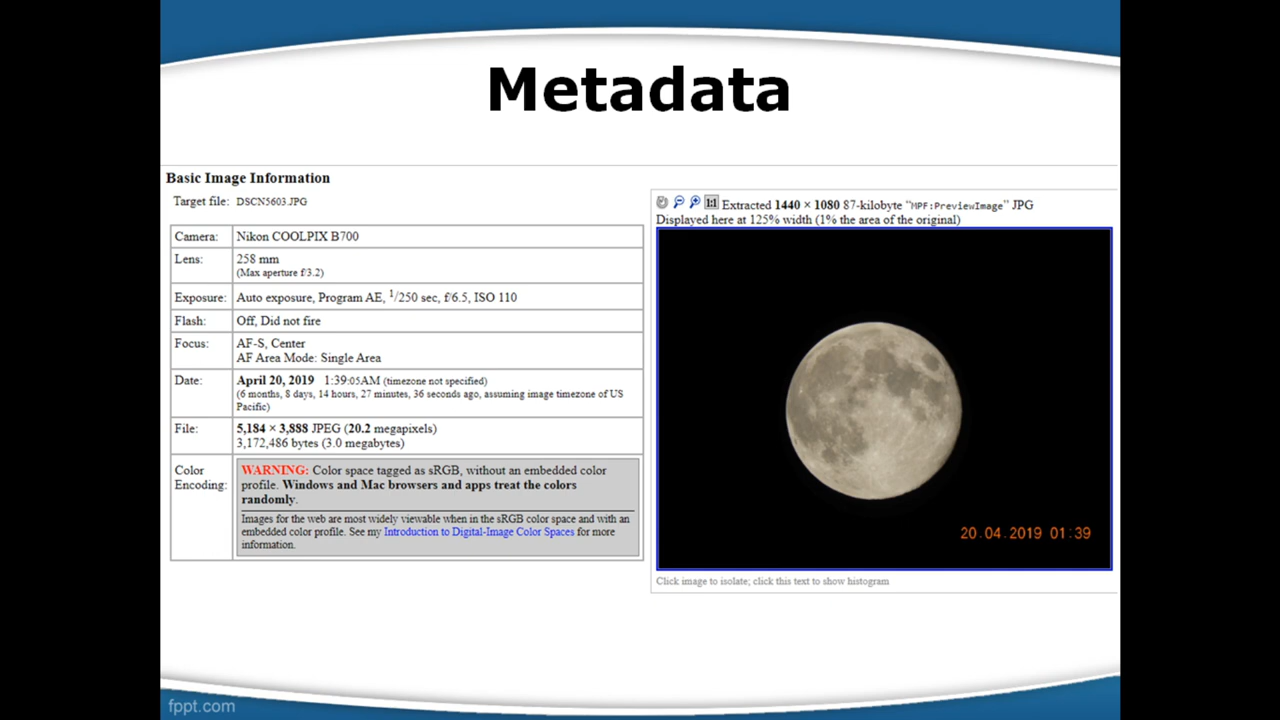 Metadata
Basic Image Information
Target file: DSCN5603.JPG
Camera: Nikon COOLPIX B700
Lens: 258 mm
(Max aperture f/3.2)
Exposure: Auto exposure, Program AE, 1/250 sec, f/6.5, ISO 110
Flash: Off, Did not fire
Focus: AF-S, Center
AF Area Mode: Single Area
Date: April 20, 2019 1:39:05AM (timezone not specified)
(6 months, 8 days, 14 hours, 27 minutes, 36 seconds ago, assuming image timezone of US
Pacific)
File: 5,184 × 3,888 JPEG (20.2 megapixels)
3,172,486 bytes (3.0 megabytes)
Color
Encoding:
WARNING: Color space tagged as sRGB, without an embedded color
profile. Windows and Mac browsers and apps treat the colors
randomly.
Images for the web are most widely viewable when in the sRGB color space and with an
embedded color profile. See my Introduction to Digital-Image Color Spaces for more
information.
1:1 Extracted 1440 × 1080 87-kilobyte "MPF:PreviewImage" JPG
Displayed here at 125% width (1% the area of the original)
20.04.2019 01:39
Click image to isolate; click this text to show histogram
fppt.com